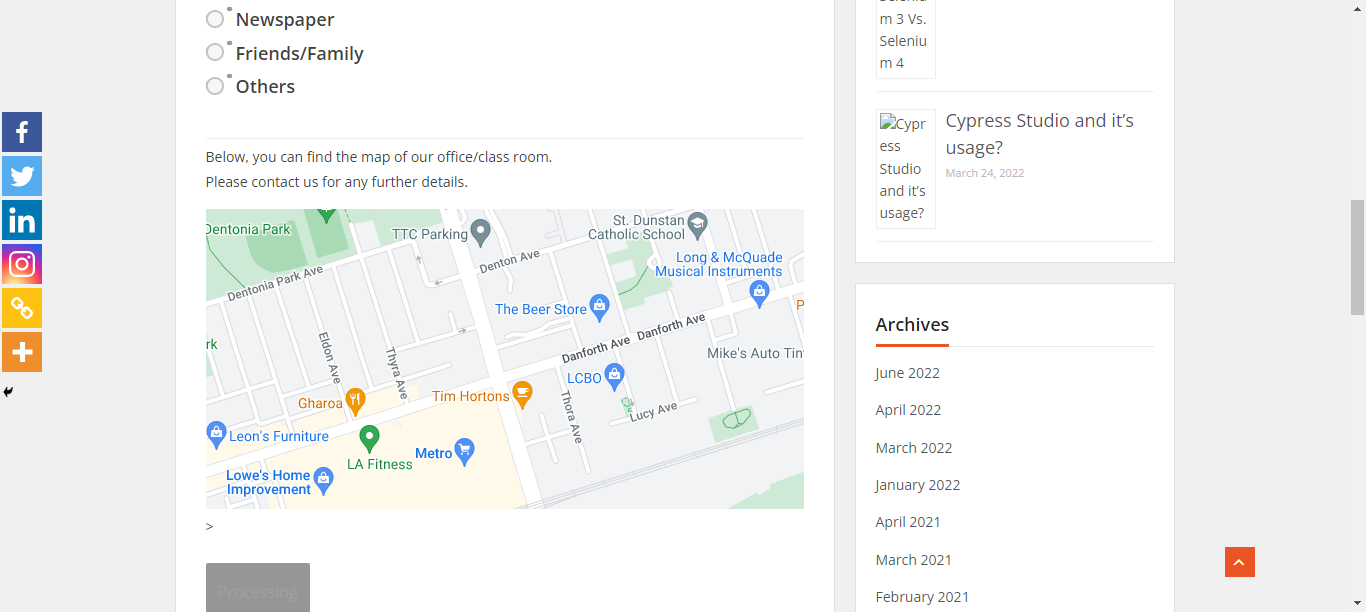 Newspaper
Friends/Family
Others
Below, you can find the map of our office/class room.
Please contact us for any further details.
Dentonia Park
TTC Parking
St. Dunstan
Catholic School
Denton Ave
Long & McQuade
Musical Instruments
Dentonia Park Ave
The Beer Store
P
Danforth Ave
Danforth Ave
rk
Eldon Ave
Thyra Ave
Mike's Auto Tin
LCBO
Tim Hortons
Gharoa
Thora Ave
Lucy Ave
Leon's Furniture
Metro
LA Fitness
Lowe's Home
Improvement
>
Processing
m 3 Vs.
Seleniu
m 4
Cypr
ess
Studio
and it's
usage?
Cypress Studio and it's
usage?
March 24, 2022
Archives
June 2022
April 2022
March 2022
January 2022
April 2021
March 2021
February 2021